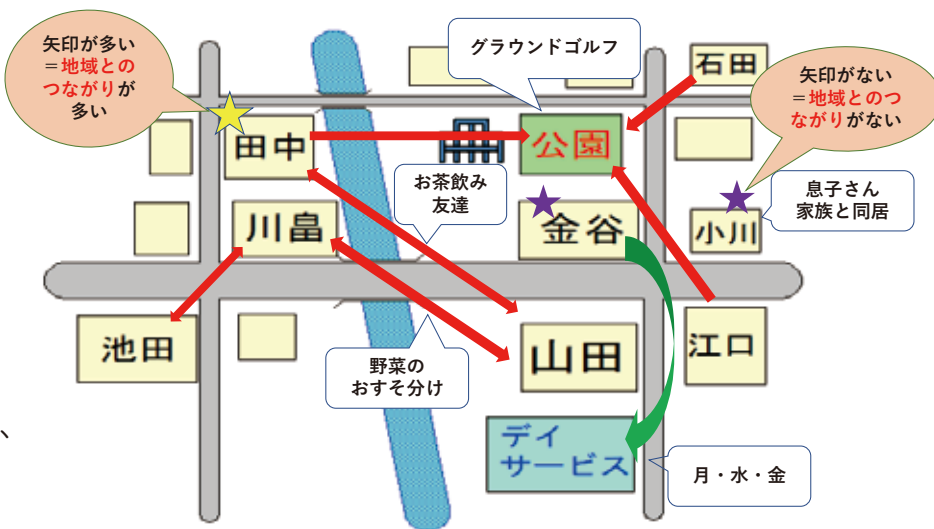 矢印が多い
＝地域との
つながりが
多い
グラウンドゴルフ
石田
矢印がない
＝地域とのつ
ながりがない
田中
公園
お茶飲み
友達
息子さん
家族と同居
川畠
金谷
小川
池田
野菜の
おすそ分け
山田
江口
デイ
サービス
月・水・金
、